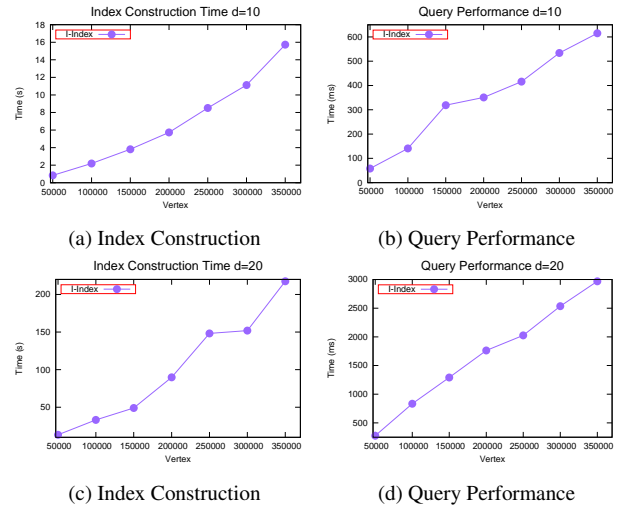 Index Construction Time d=10
I-Index
Time (s)
18
16
14
12
10
8
6
4
2
0
50000 100000 150000 200000 250000 300000 350000
Vertex
(a) Index Construction
Query Performance d=10
I-Index
Time (ms)
600
500
400
300
200
100
0
50000 100000 150000 200000 250000 300000 350000
Vertex
(b) Query Performance
Index Construction Time d=20
I-Index
Time (s)
200
150
100
50
50000 100000 150000 200000 250000 300000 350000
Vertex
(c) Index Construction
Query Performance d=20
I-Index
Time (ms)
3000
2500
2000
1500
1000
500
50000 100000 150000 200000 250000 300000 350000
Vertex
(d) Query Performance